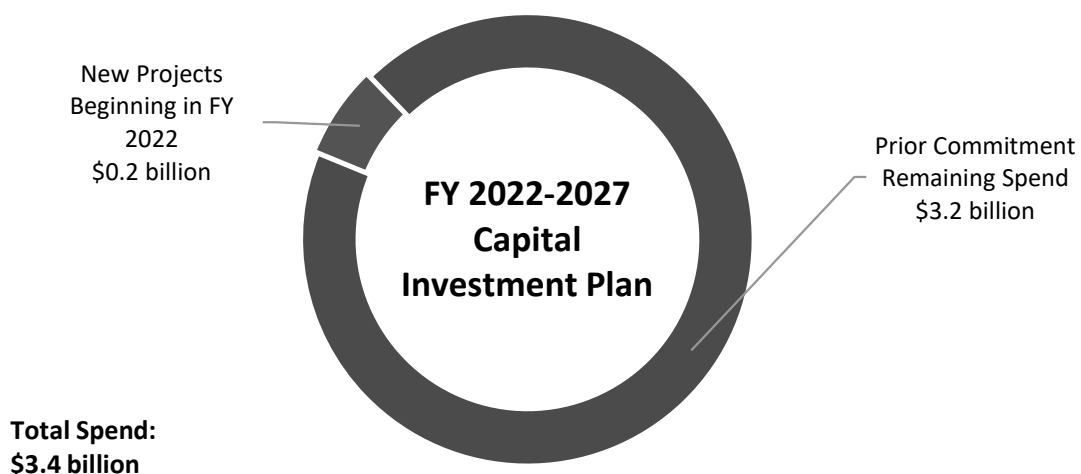 New Projects
Beginning in FY
2022
$0.2 billion
Prior Commitment
Remaining Spend
$3.2 billion
FY 2022-2027
Capital
Investment Plan
Total Spend:
$3.4 billion